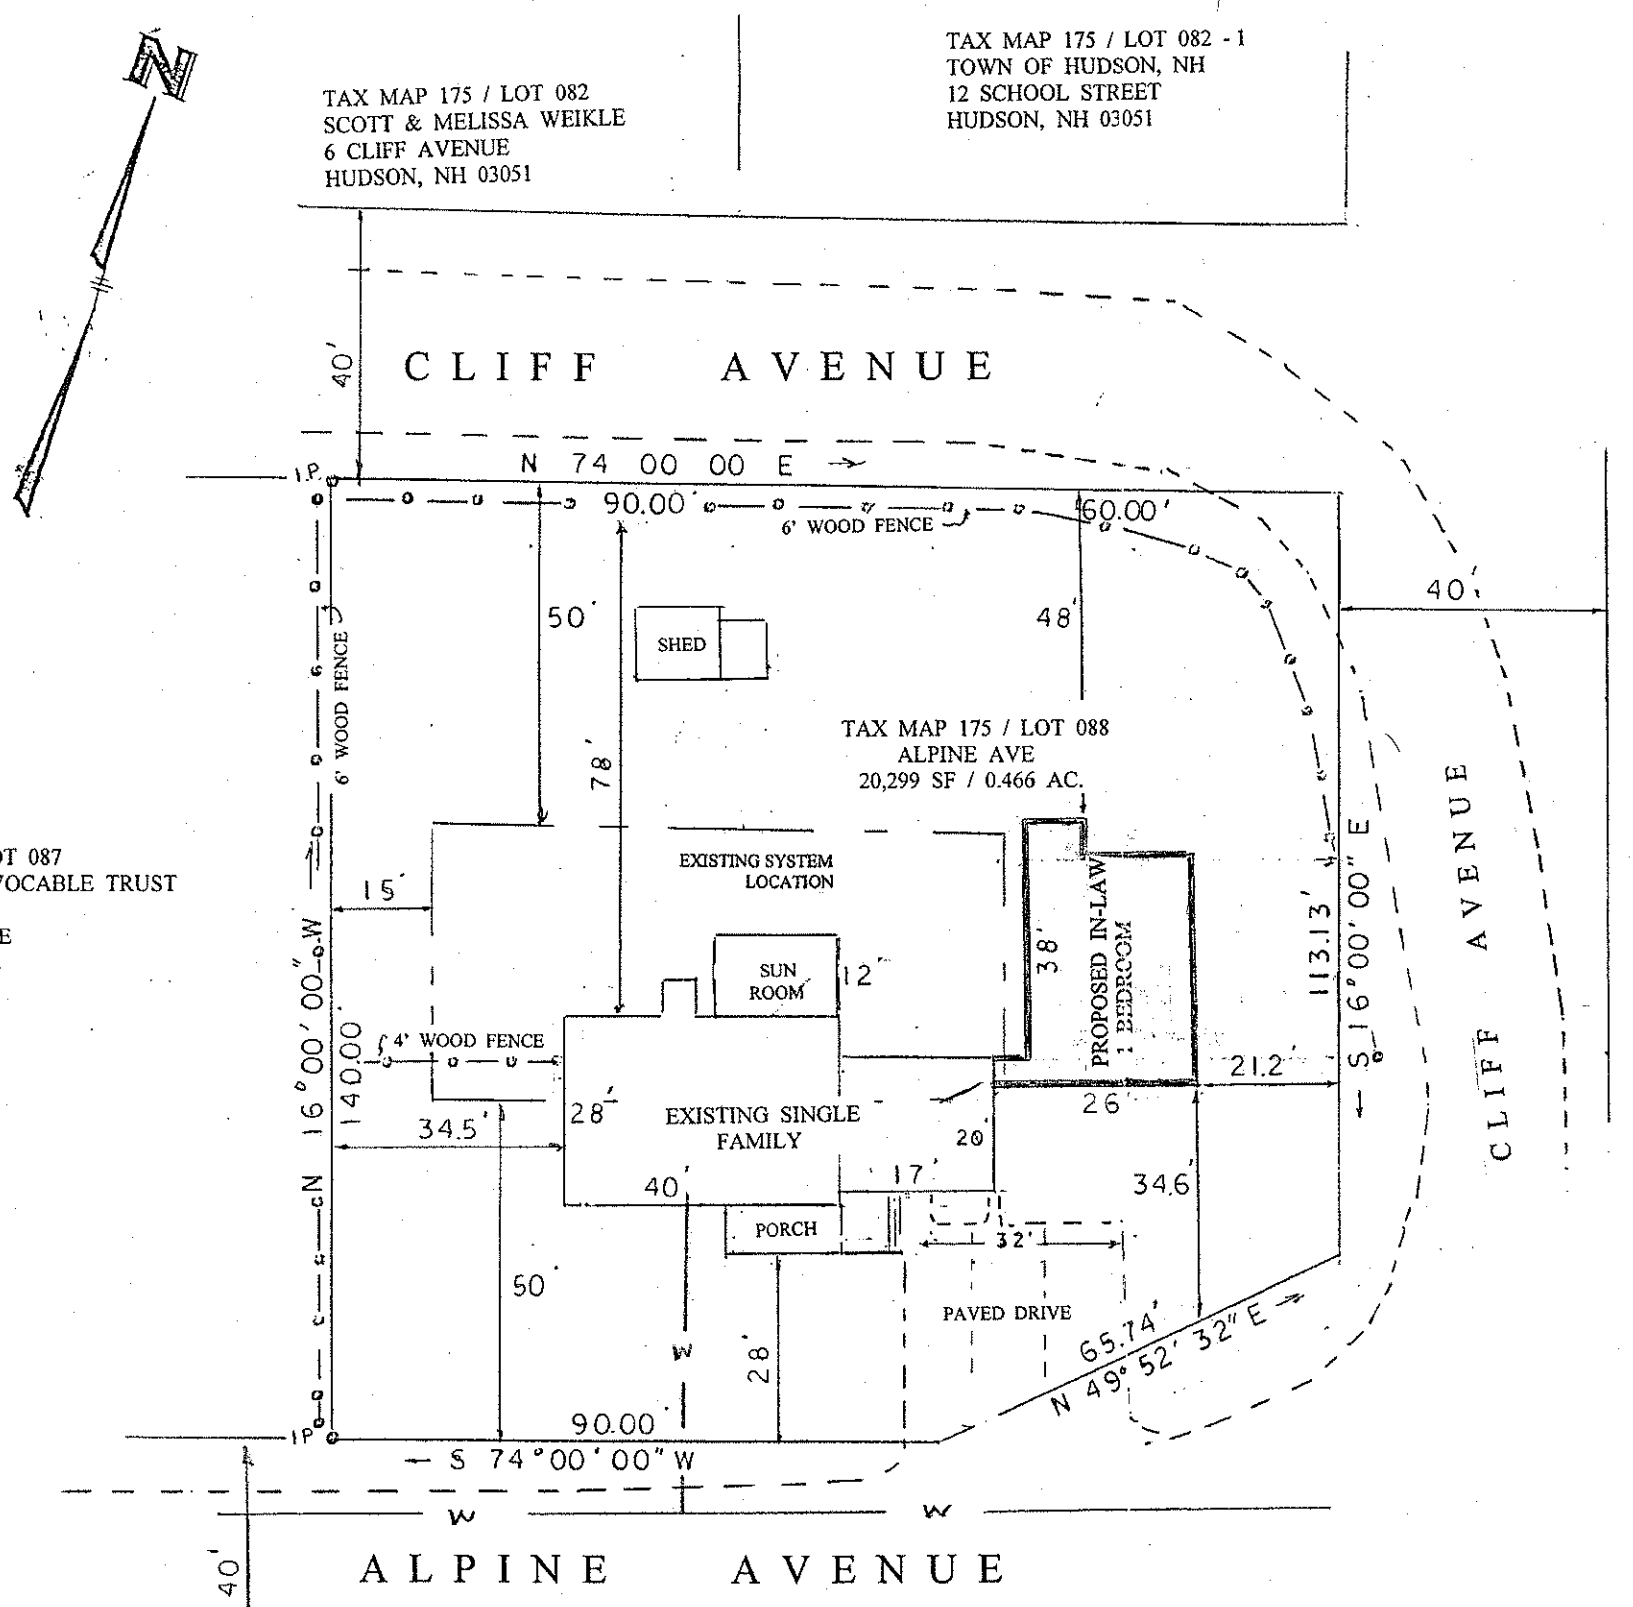 N
TAX MAP 175 / LOT 082
SCOTT & MELISSA WEIKLE
6 CLIFF AVENUE
HUDSON, NH 03051
TAX MAP 175 / LOT 082 - 1
TOWN OF HUDSON, NH
12 SCHOOL STREET
HUDSON, NH 03051
40'
CLIFF AVENUE
I.P.
N 74 00 00 E
90.00'
60.00'
6' WOOD FENCE
6' WOOD FENCE
50'
SHED
48'
40'
78'
TAX MAP 175 / LOT 088
ALPINE AVE
20,299 SF / 0.466 AC.
CLIFF AVENUE
OT 087
VOCABLE TRUST
E
15'
EXISTING SYSTEM
LOCATION
SUN
ROOM
12'
38'
PROPOSED IN-LAW
1 BEDROOM
113.13'
S 16°00'00" E
N 16°00'00" W
140.00'
4' WOOD FENCE
21.2'
26'
28'
EXISTING SINGLE
FAMILY
34.5'
20'
40'
17'
34.6'
PORCH
32'
50'
PAVED DRIVE
28'
W
65.74'
N 49° 52' 32" E
90.00
IP
S 74°00'00" W
W
W
40'
ALPINE AVENUE